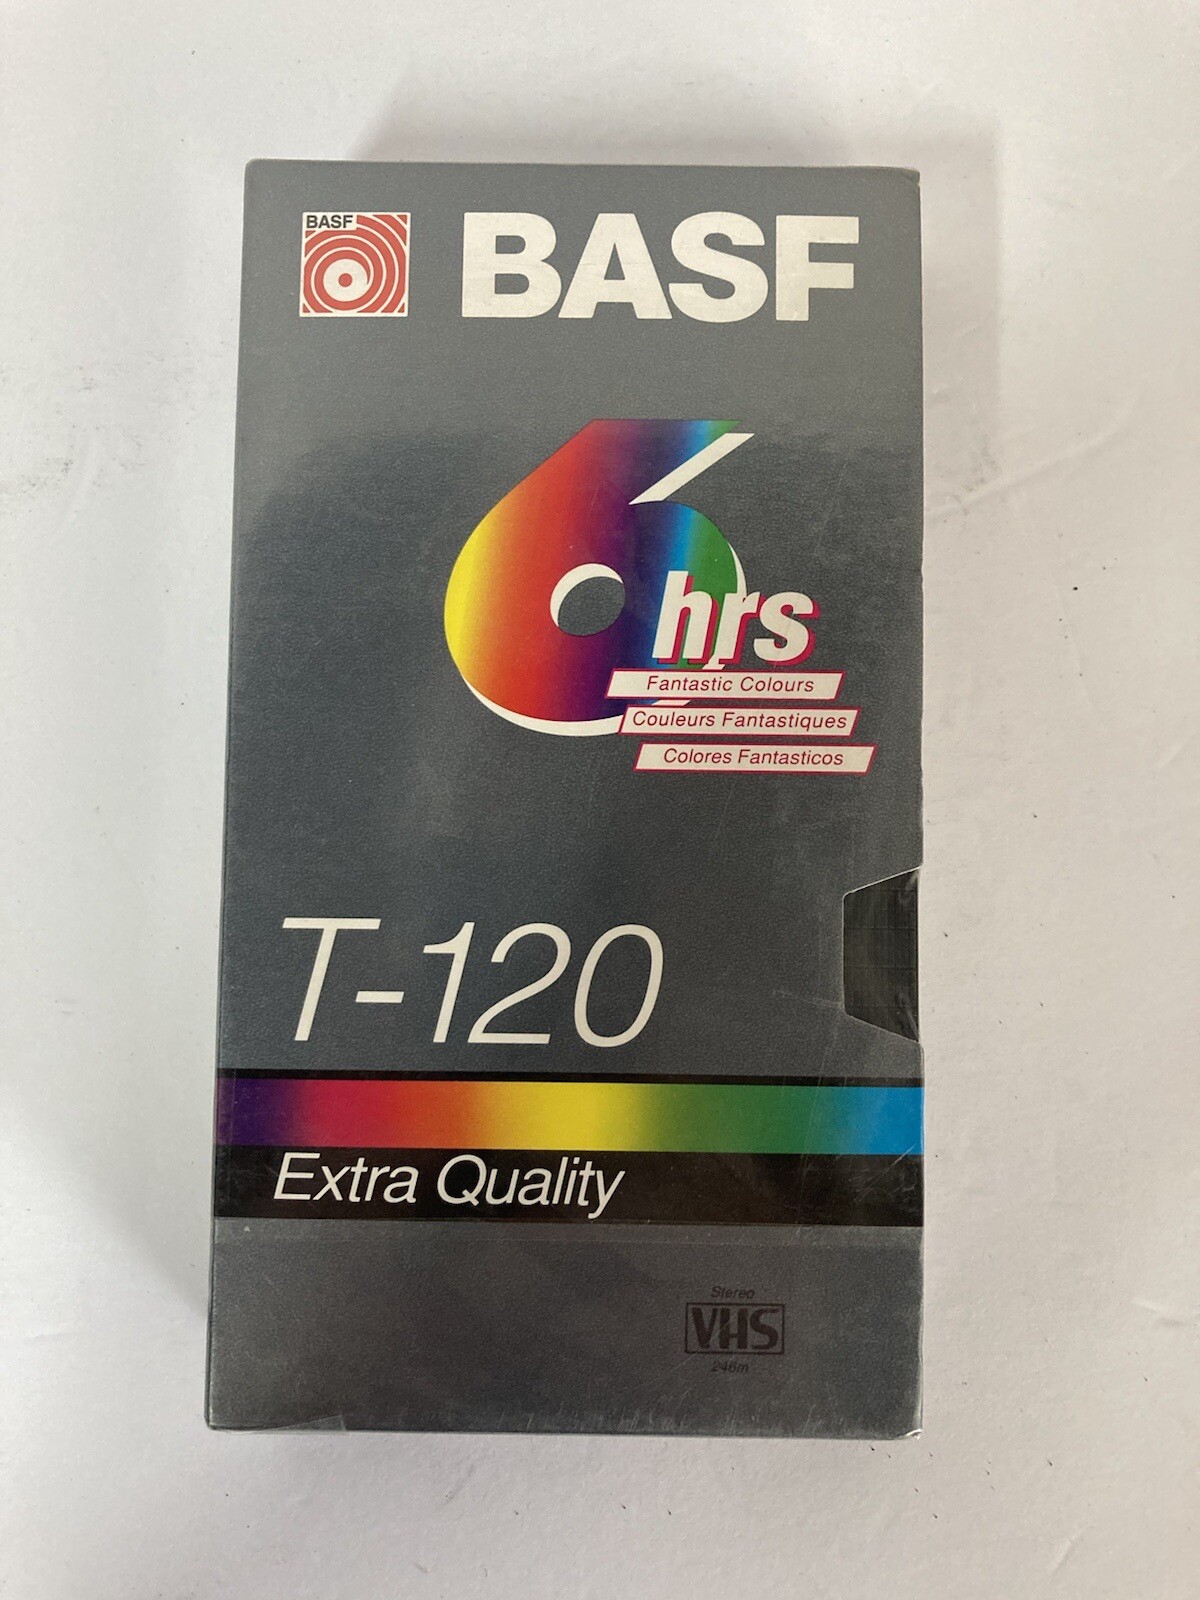 BASF
BASF
6
hrs
Fantastic Colours
Couleurs Fantastiques
Colores Fantasticos
T-120
Extra Quality
Stereo
VHS
246m